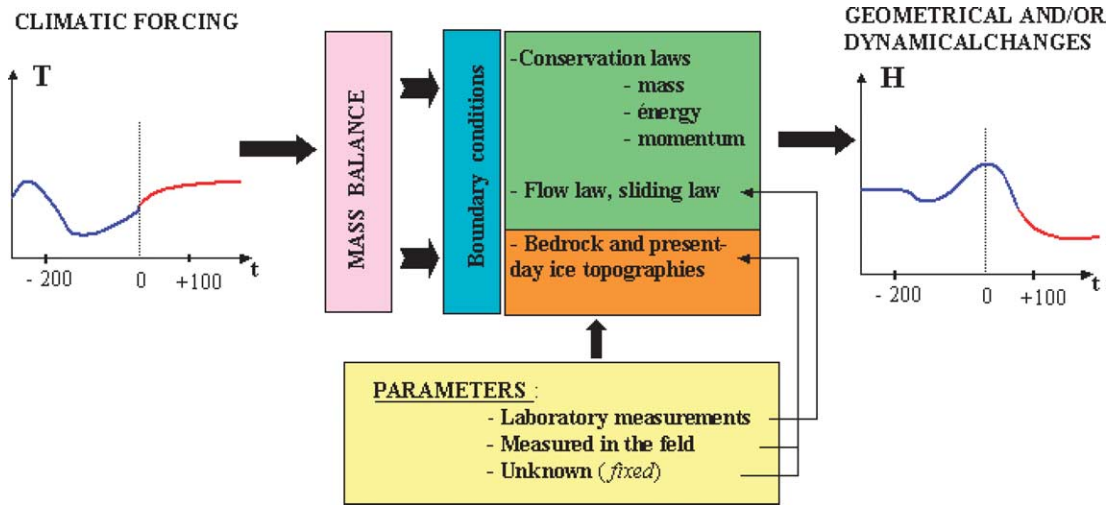 CLIMATIC FORCING
T
- 200
0
+100
t
MASS BALANCE
Boundary conditions
-Conservation laws
- mass
- énergy
- momentum
- Flow law, sliding law
- Bedrock and present-
day ice topographies
PARAMETERS :
- Laboratory measurements
- Measured in the feld
- Unknown (fixed)
GEOMETRICAL AND/OR
DYNAMICALCHANGES
H
- 200
0
+100
t